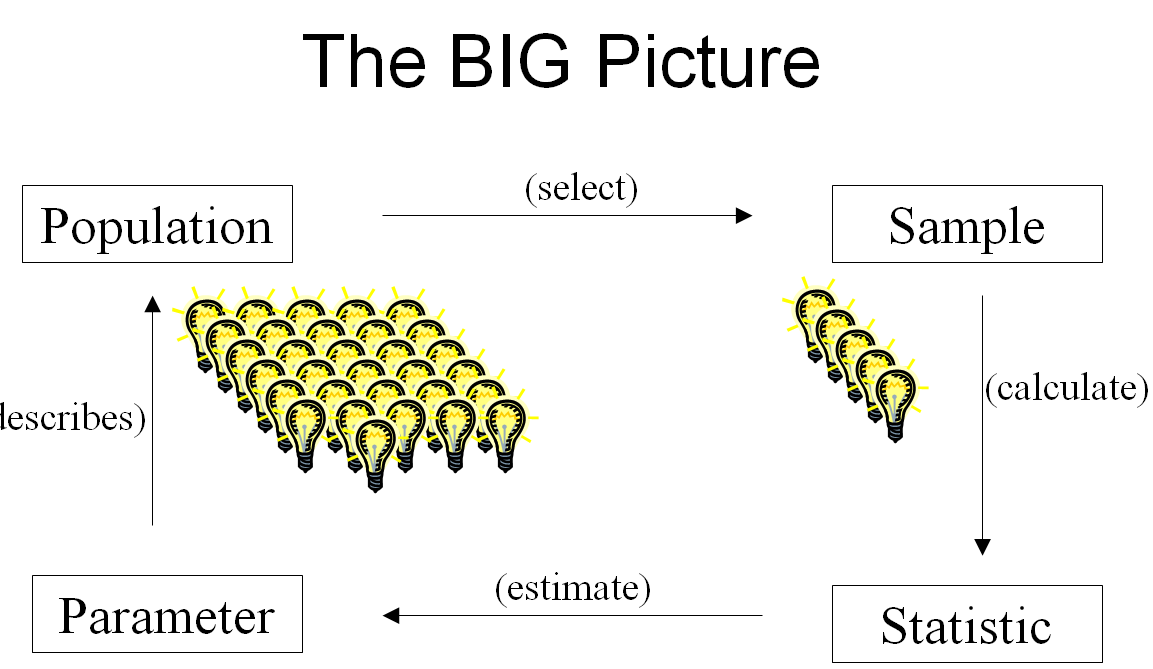 The BIG Picture
(select)
Population
Sample
(calculate)
describes)
(estimate)
Parameter
Statistic